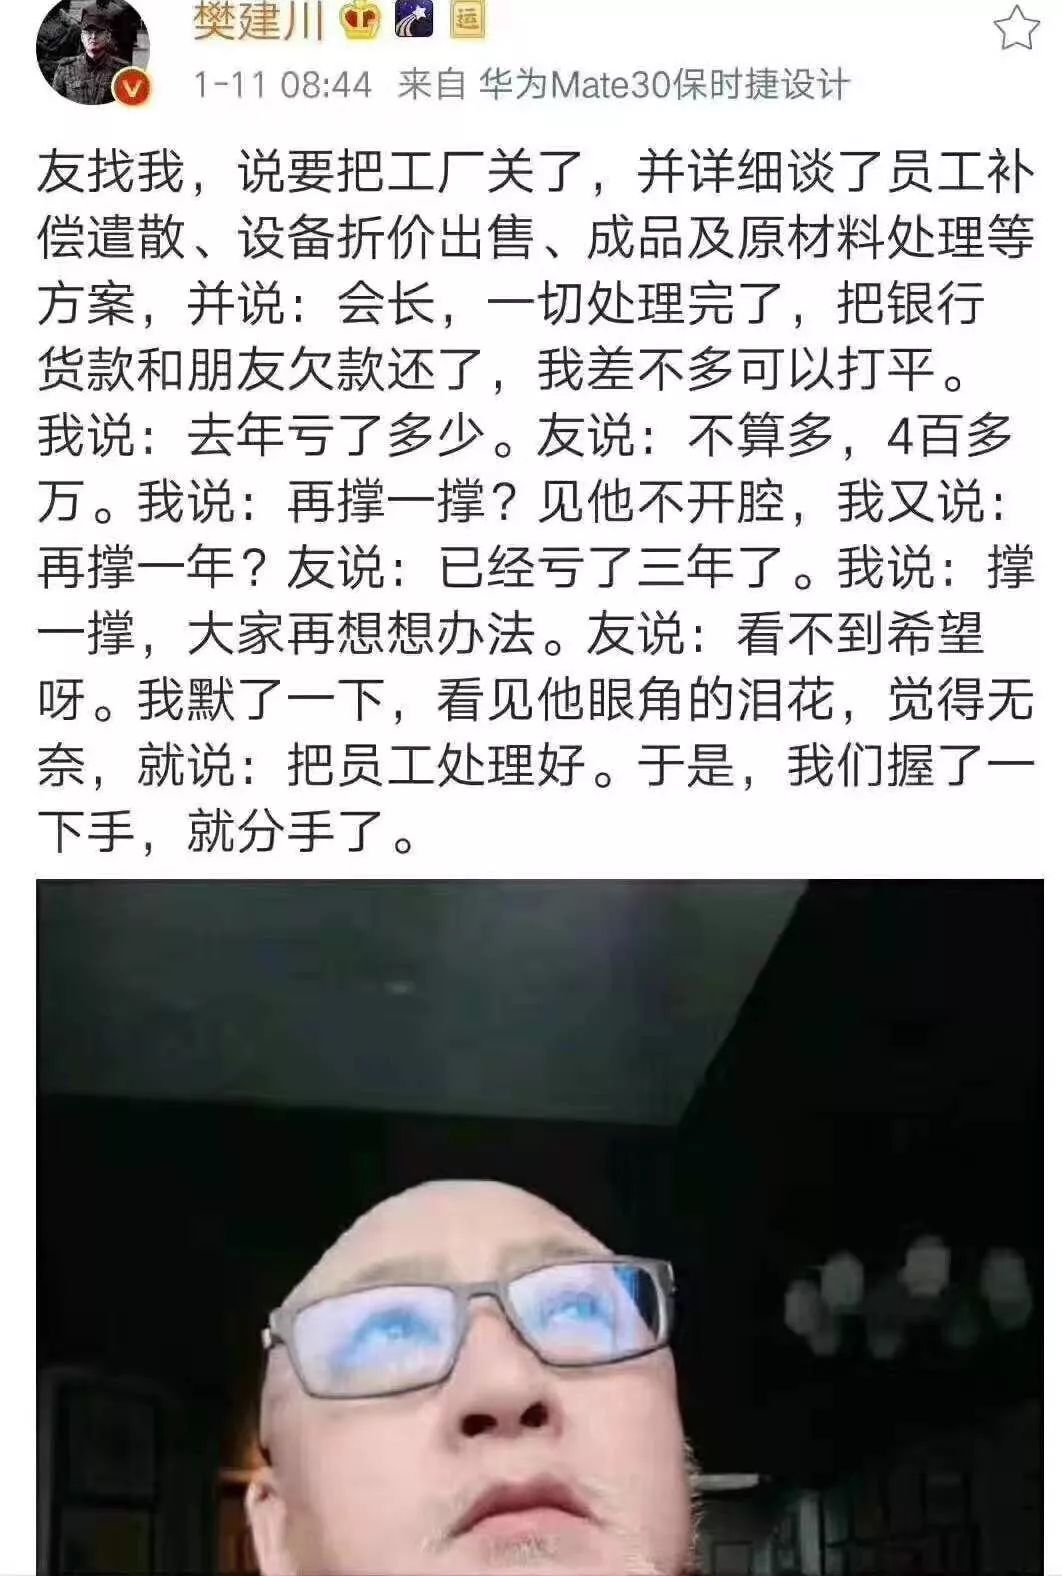 樊建川 运
1-11 08:44 来自 华为Mate30保时捷设计
友找我，说要把工厂关了，并详细谈了员工补
偿遣散、设备折价出售、成品及原材料处理等
方案，并说：会长，一切处理完了，把银行
货款和朋友欠款还了，我差不多可以打平。
我说：去年亏了多少。友说：不算多，4百多
万。我说：再撑一撑？见他不开腔，我又说：
再撑一年？友说：已经亏了三年了。我说：撑
一撑，大家再想想办法。友说：看不到希望
呀。我默了一下，看见他眼角的泪花，觉得无
奈，就说：把员工处理好。于是，我们握了一
下手，就分手了。